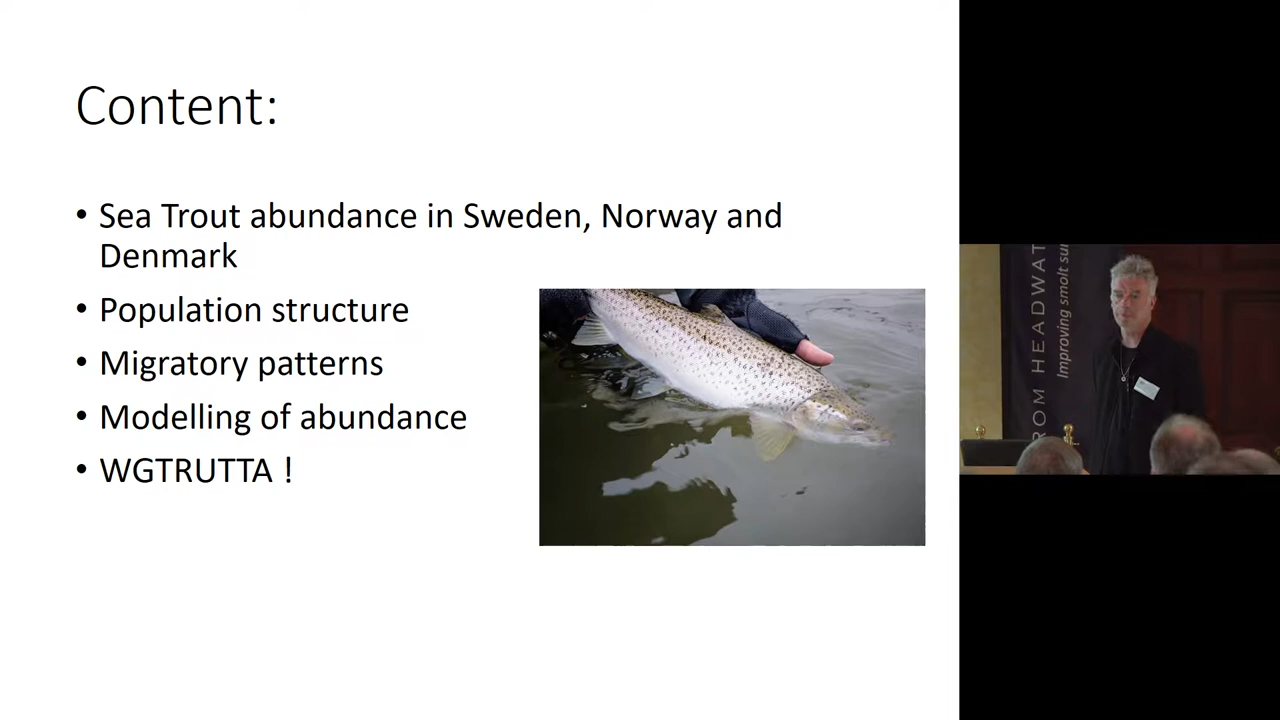 Content:
• Sea Trout abundance in Sweden, Norway and
Denmark
• Population structure
• Migratory patterns
• Modelling of abundance
• WGTRUTTA !
ROM HEADWAT
Improving smolt su